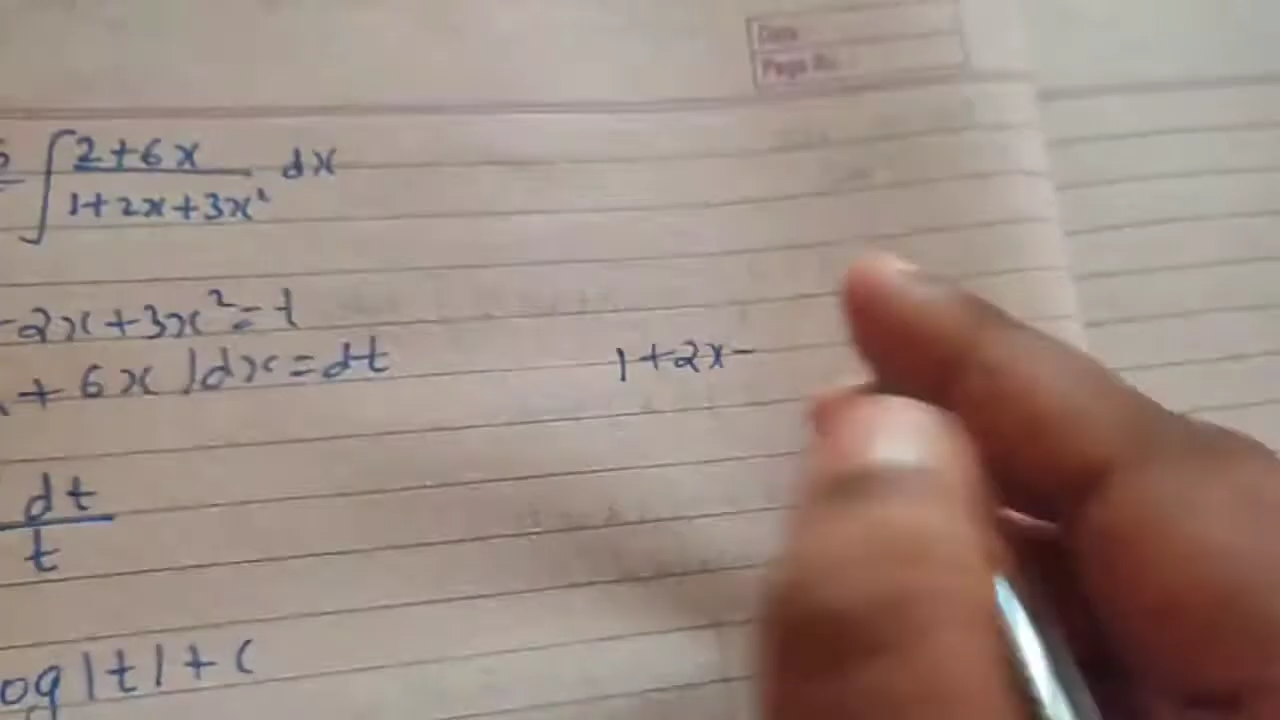 Date
Page No.
∫ 2+6x / 1+2x+3x² dx
2x+3x²=t
+6x)dx=dt
1+2x-
dt
t
og|t|+c